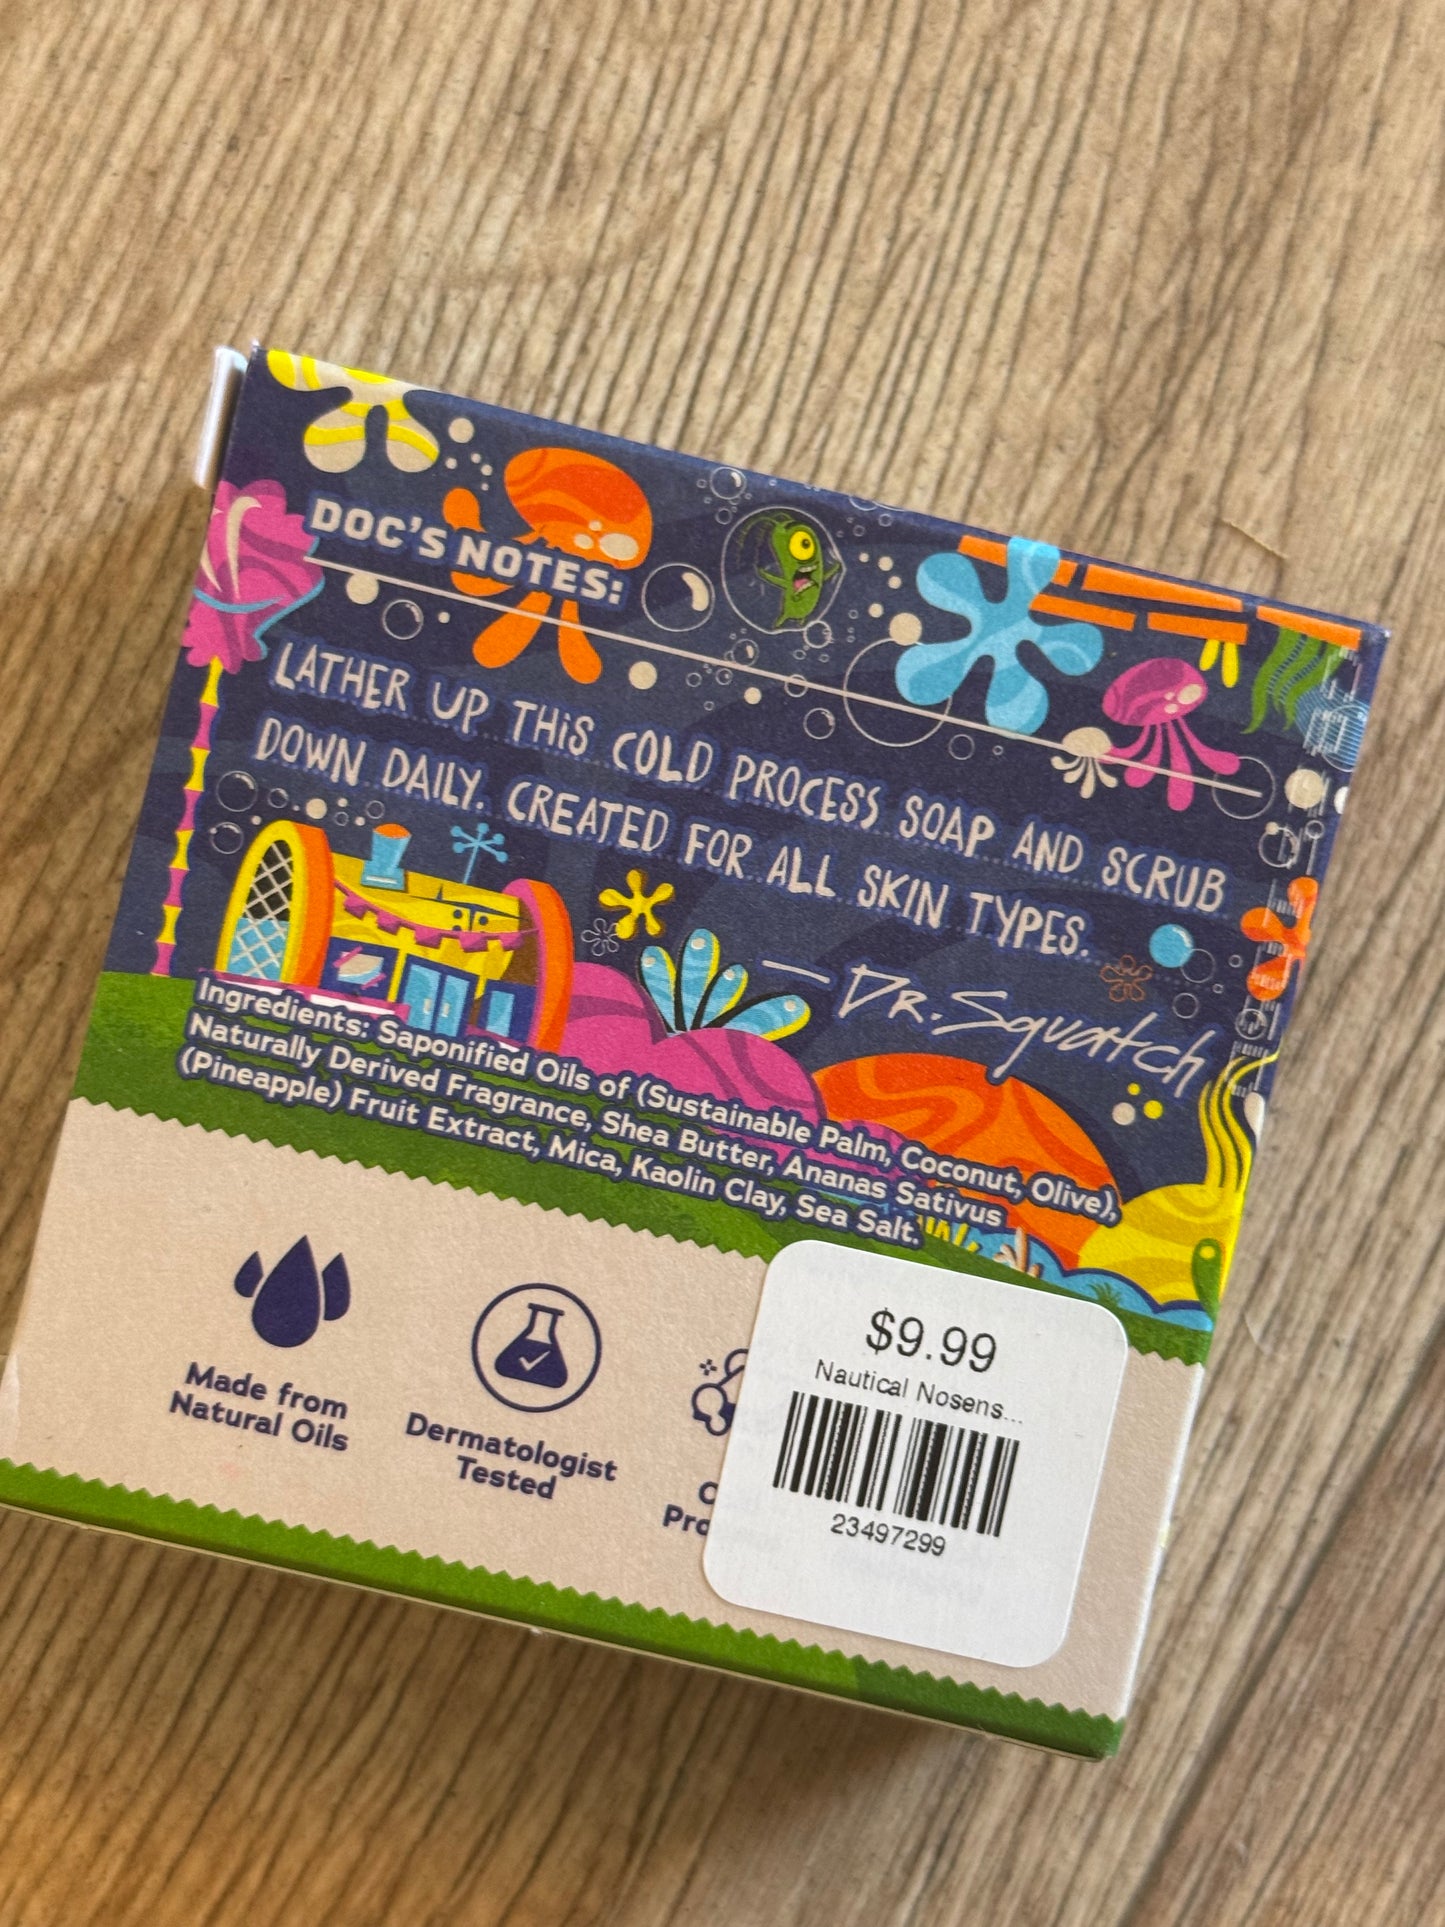 DOC'S NOTES:
LATHER UP THiS COLD PROCESS SOAP AND SCRUB
DOWN DAILY. CREATED FOR ALL SKIN TYPES.
— DR. Squatch
Ingredients: Saponified Oils of (Sustainable Palm, Coconut, Olive),
Naturally Derived Fragrance, Shea Butter, Ananas Sativus
(Pineapple) Fruit Extract, Mica, Kaolin Clay, Sea Salt.
Made from
Natural Oils
Dermatologist
Tested
$9.99
Nautical Nosens...
23497299